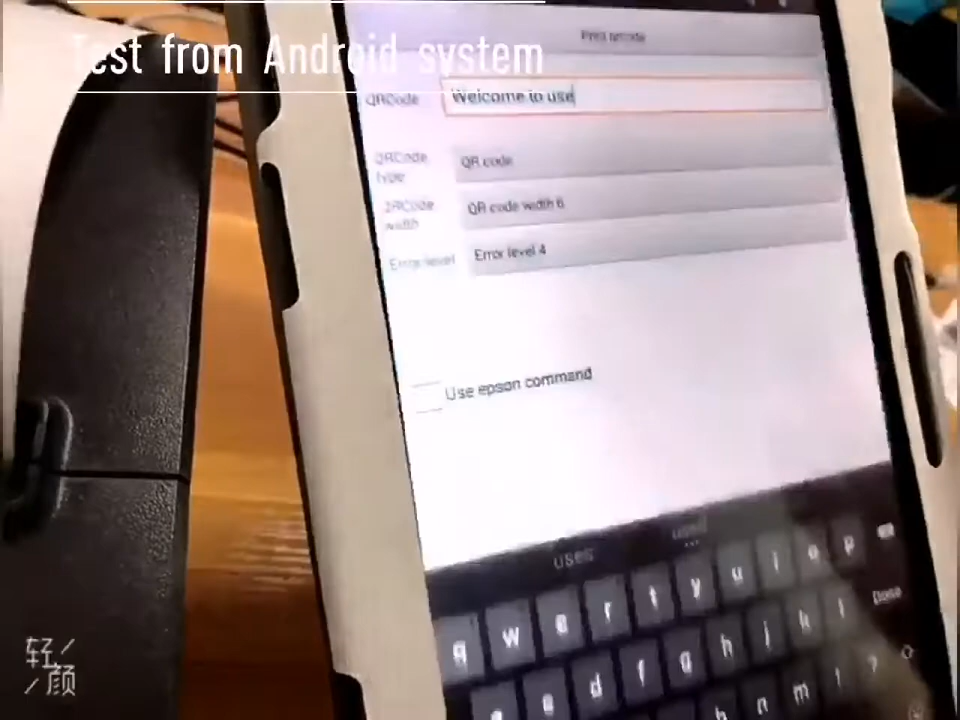 Test from Android system
Print qrcode
QRCode
Welcome to use
QRCode
type
QR code
QRCode
width
QR code width 6
Error level
Error level 4
Use epson command
uses
used
q w e r t y u i o p
a s d f g h j k l Done
n m ! ?
轻
颜